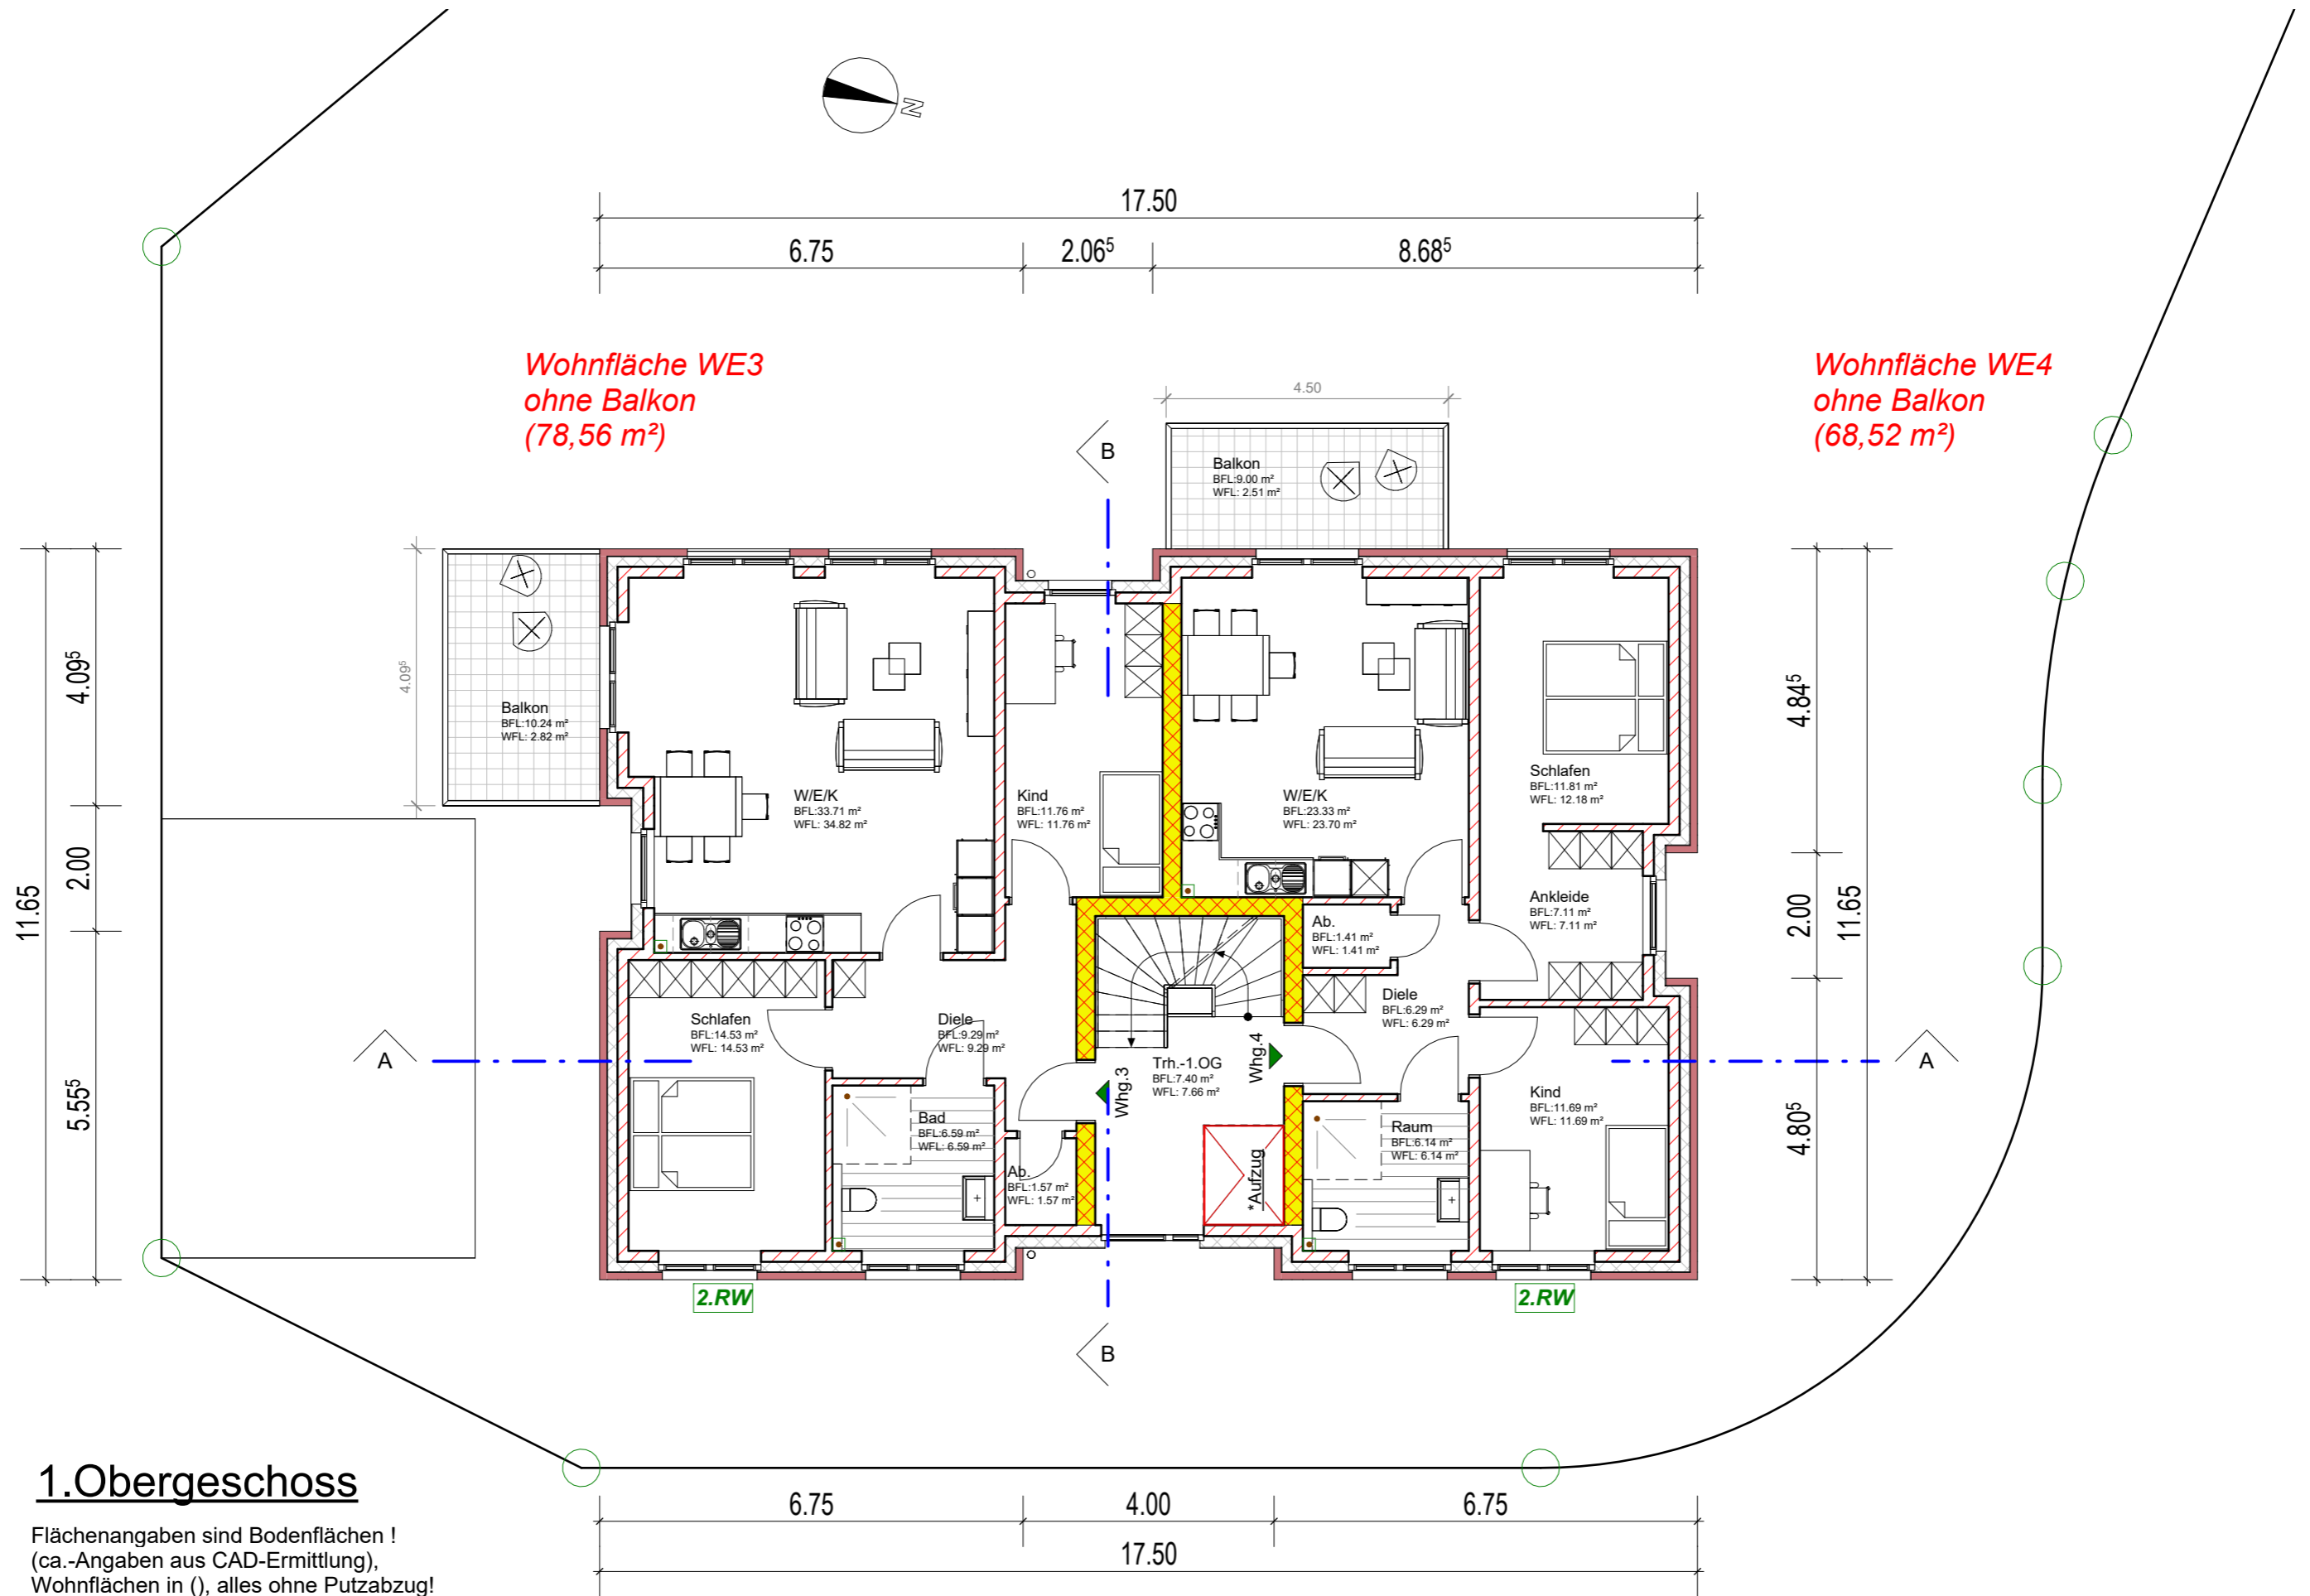 N
17.50
6.75
2.06⁵
8.68⁵
Wohnfläche WE3
ohne Balkon
(78,56 m²)
Wohnfläche WE4
ohne Balkon
(68,52 m²)
4.50
B
Balkon
BFL:9.00 m²
WFL: 2.51 m²
11.65
4.09⁵
2.00
5.55⁵
4.09⁵
Balkon
BFL:10.24 m²
WFL: 2.82 m²
W/E/K
BFL:33.71 m²
WFL: 34.82 m²
Kind
BFL:11.76 m²
WFL: 11.76 m²
W/E/K
BFL:23.33 m²
WFL: 23.70 m²
Schlafen
BFL:11.81 m²
WFL: 12.18 m²
4.84⁵
2.00
4.80⁵
11.65
Ankleide
BFL:7.11 m²
WFL: 7.11 m²
Ab.
BFL:1.41 m²
WFL: 1.41 m²
Diele
BFL:6.29 m²
WFL: 6.29 m²
A
Schlafen
BFL:14.53 m²
WFL: 14.53 m²
Diele
BFL:9.29 m²
WFL: 9.29 m²
Whg.3
Trh.-1.OG
BFL:7.40 m²
WFL: 7.66 m²
Whg.4
A
Kind
BFL:11.69 m²
WFL: 11.69 m²
Bad
BFL:6.59 m²
WFL: 6.59 m²
Ab.
BFL:1.57 m²
WFL: 1.57 m²
*Aufzug
Raum
BFL:6.14 m²
WFL: 6.14 m²
2.RW
2.RW
B
1.Obergeschoss
Flächenangaben sind Bodenflächen !
(ca.-Angaben aus CAD-Ermittlung),
Wohnflächen in (), alles ohne Putzabzug!
6.75
4.00
6.75
17.50